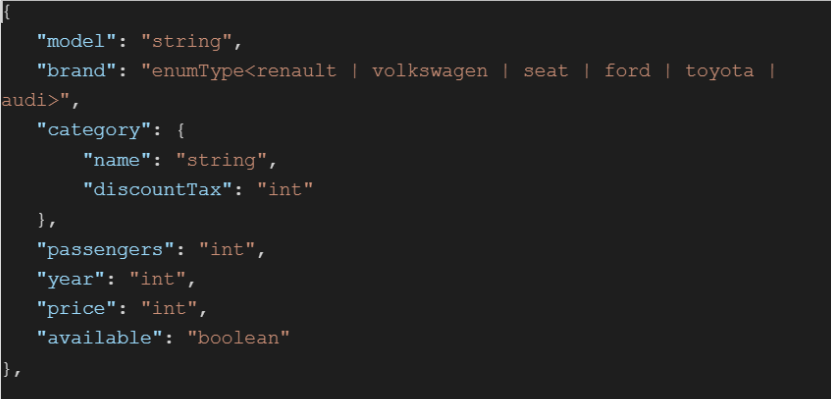 {
"model": "string",
"brand": "enumType<renault | volkswagen | seat | ford | toyota |
audi>",
"category": {
"name": "string",
"discountTax": "int"
},
"passengers": "int",
"year": "int",
"price": "int",
"available": "boolean"
},